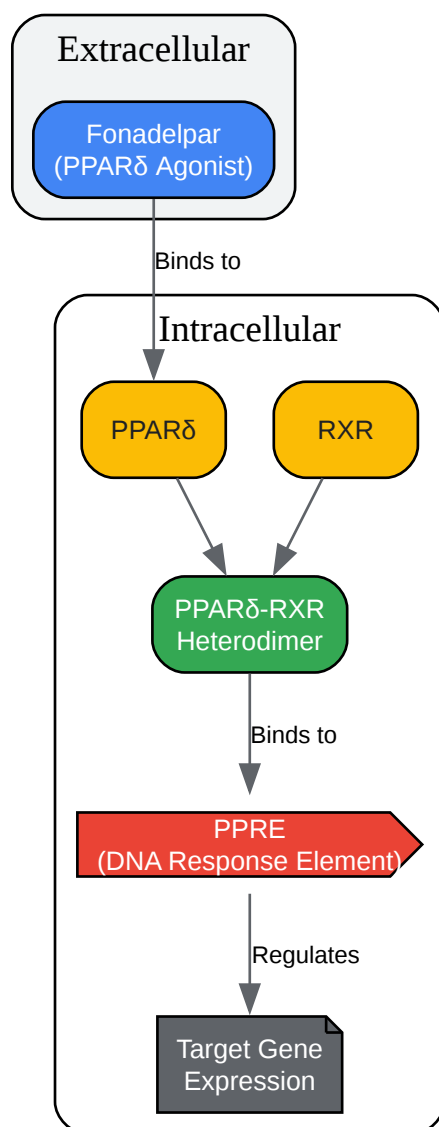 Extracellular
Fonadelpar
(PPARδ Agonist)
Binds to
Intracellular
PPARδ
RXR
PPARδ-RXR
Heterodimer
Binds to
PPRE
(DNA Response Element)
Regulates
Target Gene
Expression